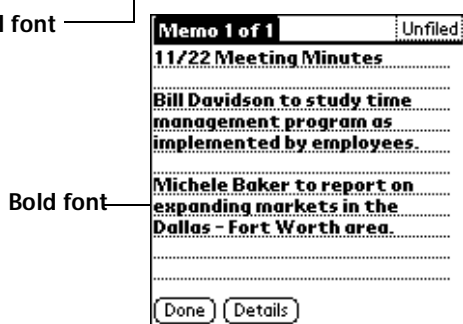 font
Memo 1 of 1 Unfiled
11/22 Meeting Minutes
Bill Davidson to study time
management program as
implemented by employees.
Michele Baker to report on
Bold font
expanding markets in the
Dallas - Fort Worth area.
Done Details